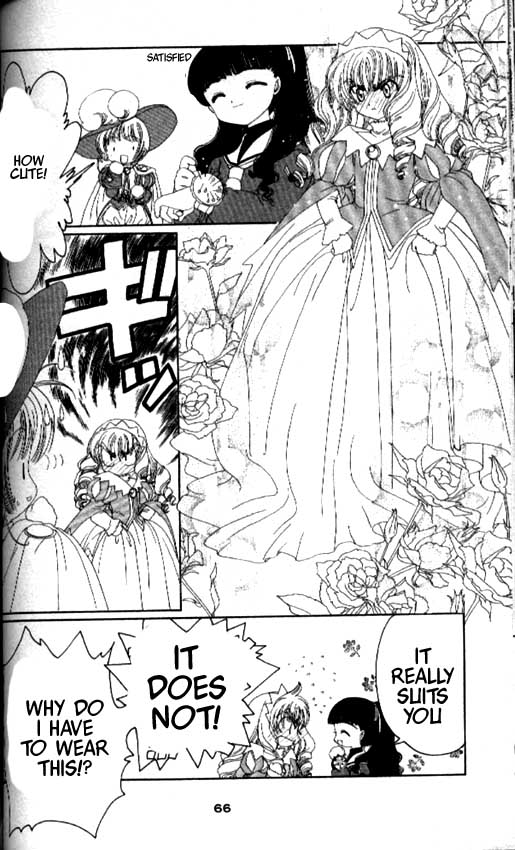 SATISFIED
HOW
CUTE!
ギッ
IT
REALLY
SUITS
YOU
IT
DOES
NOT!
WHY DO
I HAVE
TO WEAR
THIS!?
66